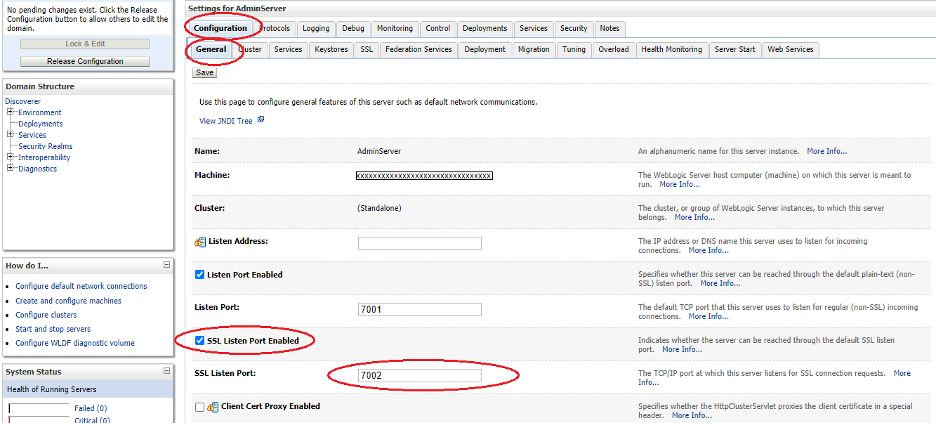 No pending changes exist. Click the Release
Configuration button to allow others to edit the
domain.
Lock & Edit
Release Configuration
Domain Structure
Discoverer
Environment
Deployments
Services
Security Realms
Interoperability
Diagnostics
How do I...
Configure default network connections
Create and configure machines
Configure clusters
Start and stop servers
Configure WLDF diagnostic volume
System Status
Health of Running Servers
Failed (0)
Critical (0)
Settings for AdminServer
Configuration Protocols Logging Debug Monitoring Control Deployments Services Security Notes
General Cluster Services Keystores SSL Federation Services Deployment Migration Tuning Overload Health Monitoring Server Start Web Services
Save
Use this page to configure general features of this server such as default network communications.
View JNDI Tree
Name: AdminServer An alphanumeric name for this server instance. More Info...
Machine: xxxxxxxxxxxxxxxxxxxxxxxxxxxxxxxx The WebLogic Server host computer (machine) on which this server is meant to
run. More Info...
Cluster: (Standalone) The cluster, or group of WebLogic Server instances, to which this server
belongs. More Info...
Listen Address: The IP address or DNS name this server uses to listen for incoming
connections. More Info...
Listen Port Enabled Specifies whether this server can be reached through the default plain-text (non-
SSL) listen port. More Info...
Listen Port: 7001 The default TCP port that this server uses to listen for regular (non-SSL) incoming
connections. More Info...
SSL Listen Port Enabled Indicates whether the server can be reached through the default SSL listen
port. More Info...
SSL Listen Port: 7002 The TCP/IP port at which this server listens for SSL connection requests. More
Info...
Client Cert Proxy Enabled Specifies whether the HttpClusterServlet proxies the client certificate in a special
header. More Info...